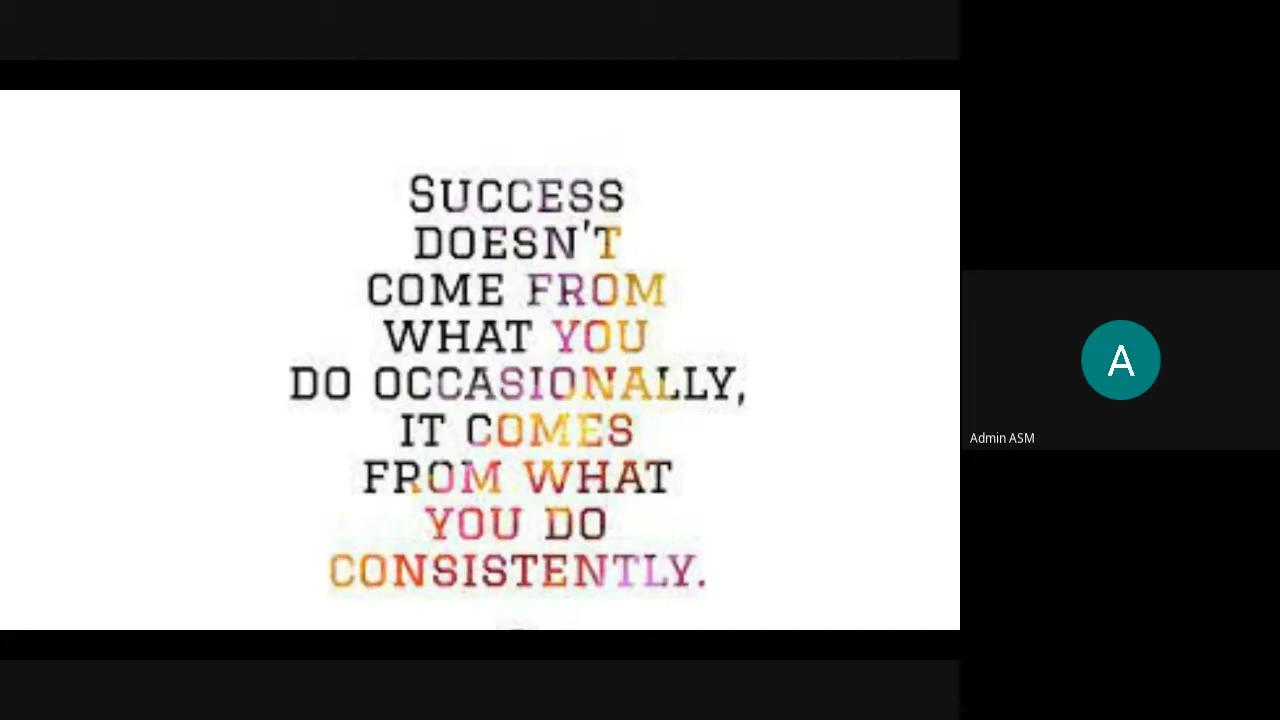 SUCCESS
DOESN'T
COME FROM
WHAT YOU
DO OCCASIONALLY,
IT COMES
FROM WHAT
YOU DO
CONSISTENTLY.
A
Admin ASM